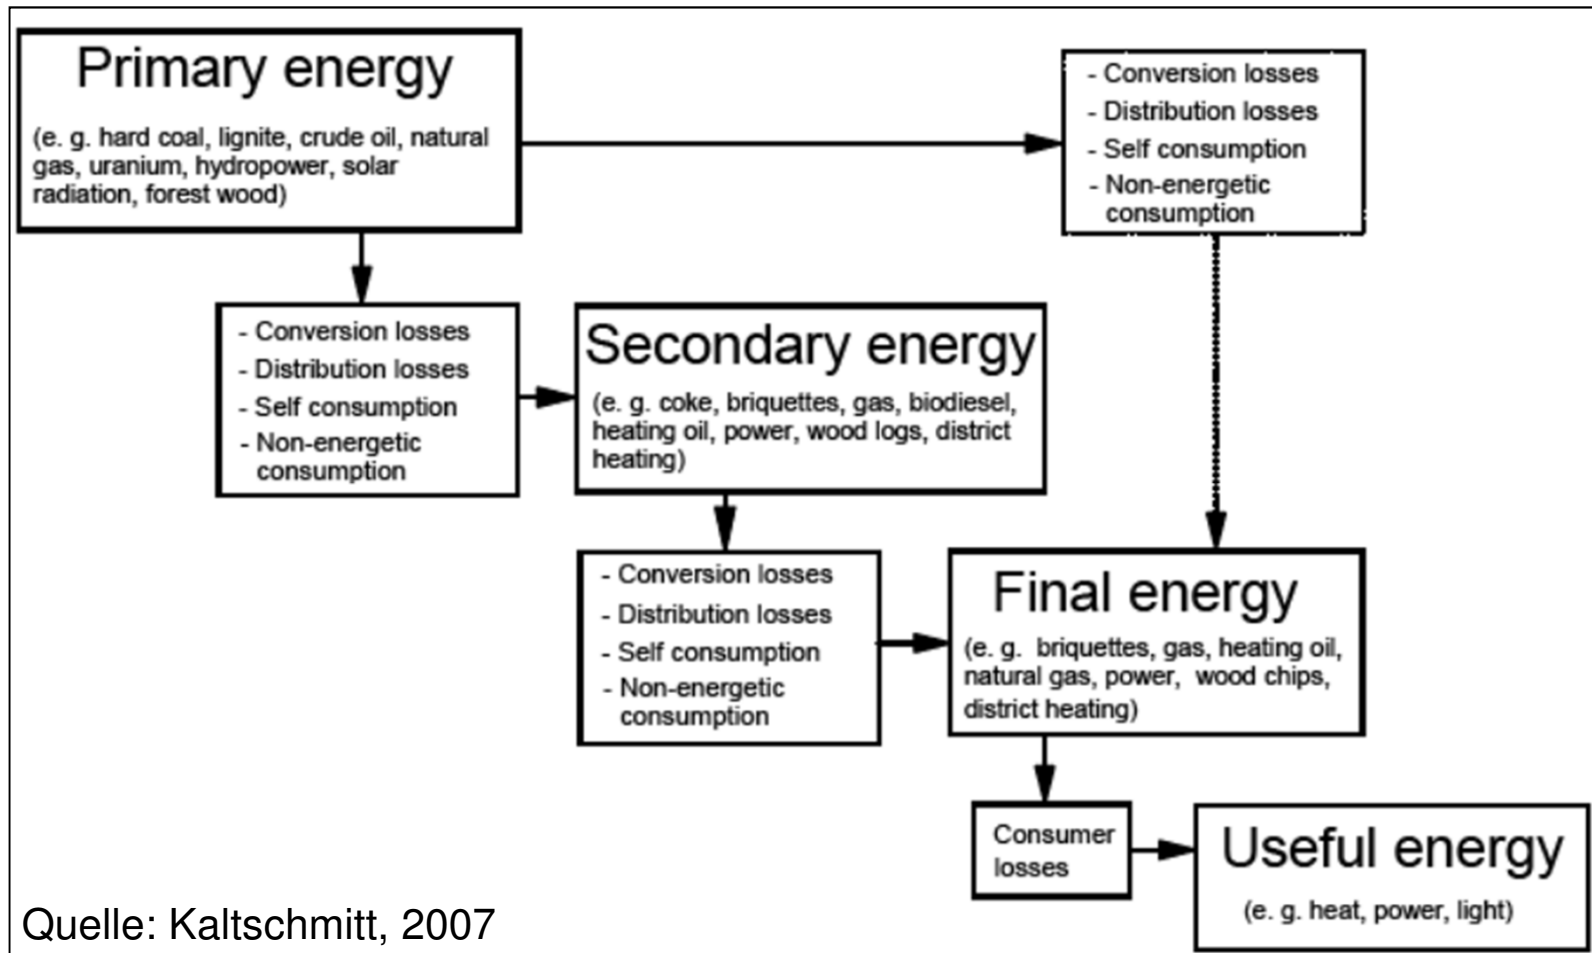 Primary energy
(e. g. hard coal, lignite, crude oil, natural
gas, uranium, hydropower, solar
radiation, forest wood)
- Conversion losses
- Distribution losses
- Self consumption
- Non-energetic
consumption
- Conversion losses
- Distribution losses
- Self consumption
- Non-energetic
consumption
Secondary energy
(e. g. coke, briquettes, gas, biodiesel,
heating oil, power, wood logs, district
heating)
- Conversion losses
- Distribution losses
- Self consumption
- Non-energetic
consumption
Final energy
(e. g. briquettes, gas, heating oil,
natural gas, power, wood chips,
district heating)
Consumer
losses
Useful energy
(e. g. heat, power, light)
Quelle: Kaltschmitt, 2007